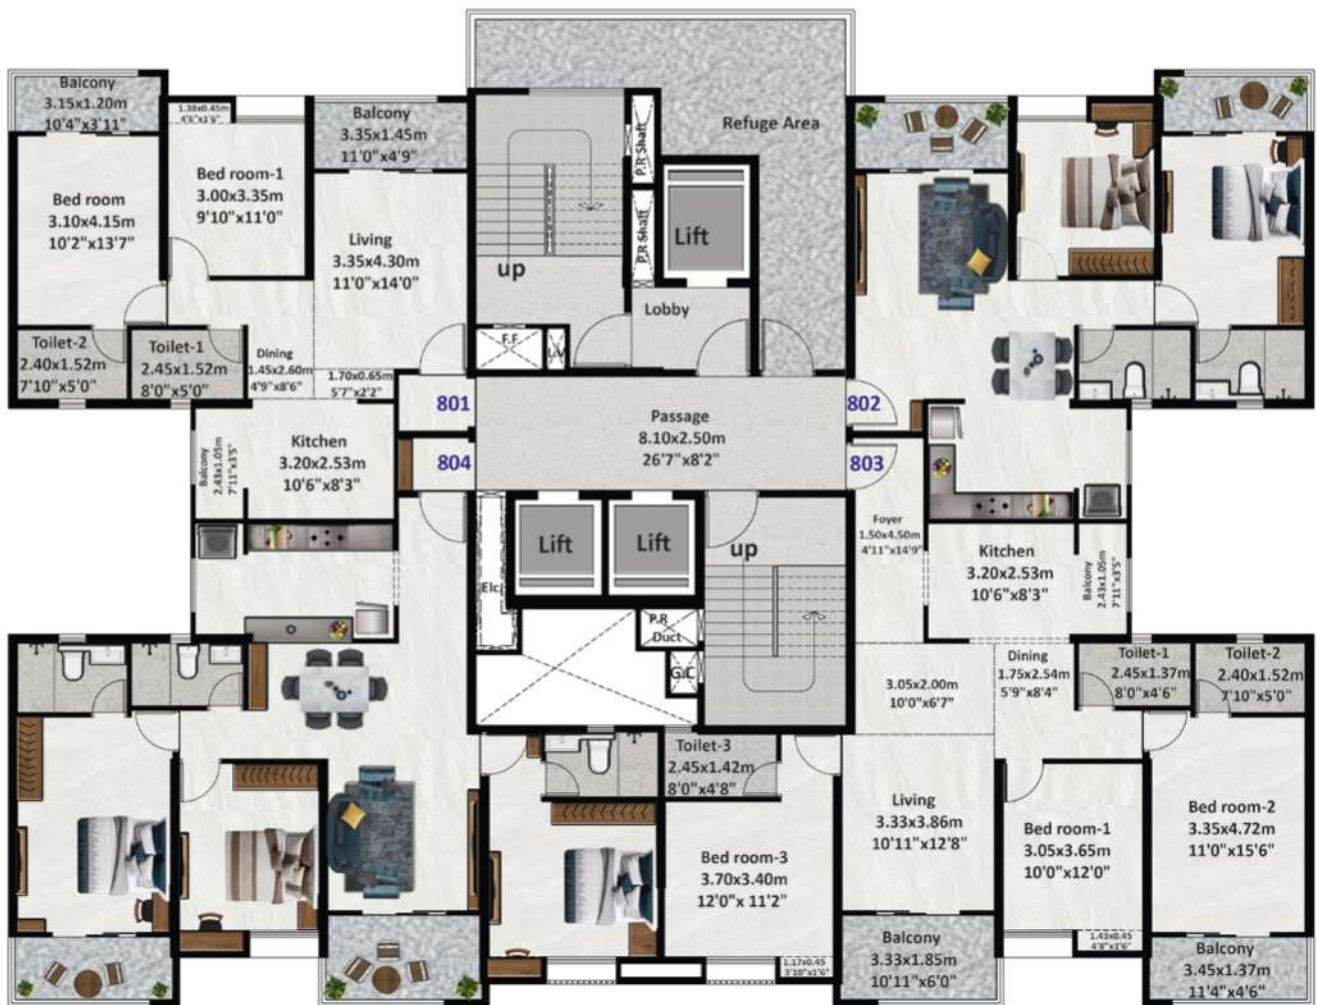 Balcony
3.15x1.20m
10'4"x3'11"
1.38x0.45m
4'6"x1'6"
Balcony
3.35x1.45m
11'0"x4'9"
Bed room
3.10x4.15m
10'2"x13'7"
Bed room-1
3.00x3.35m
9'10"x11'0"
Living
3.35x4.30m
11'0"x14'0"
Toilet-2
2.40x1.52m
7'10"x5'0"
Toilet-1
2.45x1.52m
8'0"x5'0"
Dining
1.45x2.60m
4'9"x8'6"
1.70x0.65m
5'7"x2'2"
Kitchen
3.20x2.53m
10'6"x8'3"
Balcony
2.43x1.05m
7'11"x3'5"
up
P.R Shaft
P.R Shaft
Lift
Lobby
F.F
L.V
Refuge Area
801
802
Passage
8.10x2.50m
26'7"x8'2"
804
803
Elc.
Lift
Lift
up
P.R
Duct
G.C
Foyer
1.50x4.50m
4'11"x14'9"
Kitchen
3.20x2.53m
10'6"x8'3"
Balcony
2.43x1.05m
7'11"x3'5"
3.05x2.00m
10'0"x6'7"
Dining
1.75x2.54m
5'9"x8'4"
Toilet-1
2.45x1.37m
8'0"x4'6"
Toilet-2
2.40x1.52m
7'10"x5'0"
Toilet-3
2.45x1.42m
8'0"x4'8"
Bed room-3
3.70x3.40m
12'0"x 11'2"
Living
3.33x3.86m
10'11"x12'8"
Bed room-1
3.05x3.65m
10'0"x12'0"
Bed room-2
3.35x4.72m
11'0"x15'6"
1.17x0.45
3'10"x1'6"
Balcony
3.33x1.85m
10'11"x6'0"
1.43x0.45
4'8"x1'6"
Balcony
3.45x1.37m
11'4"x4'6"